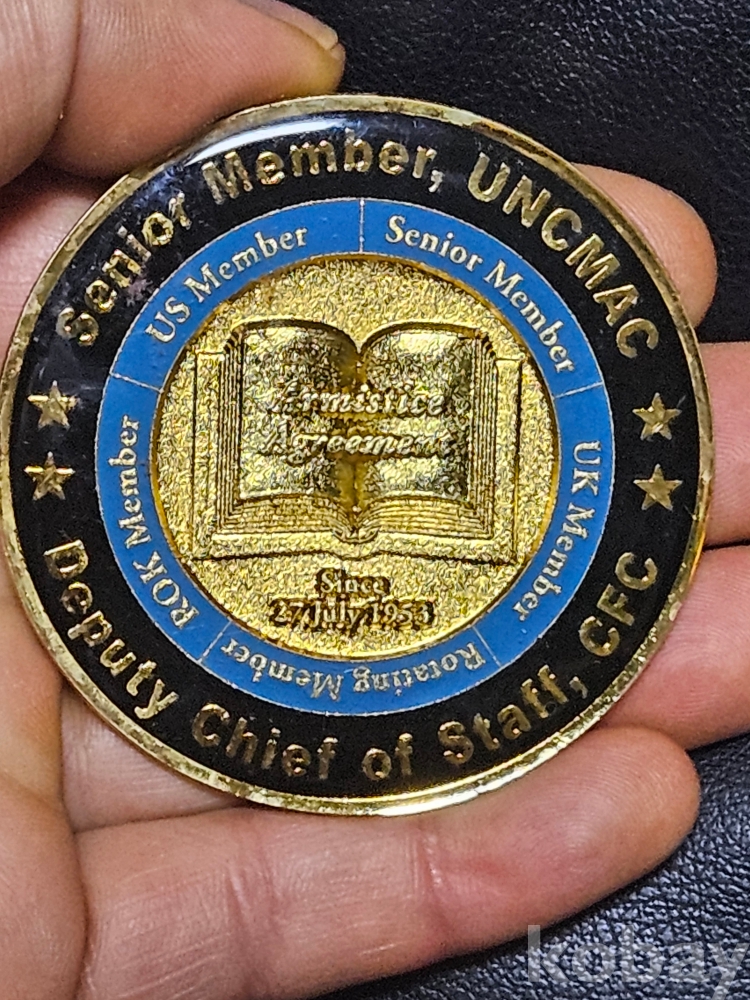 Senior Member, UNCMAC
US Member
Senior Member
UK Member
Rotating Member
ROK Member
Armistice
Agreement
Since
27 July 1953
Deputy Chief of Staff, CFC
kobay